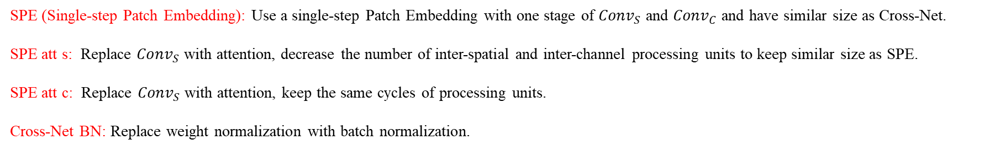 SPE (Single-step Patch Embedding): Use a single-step Patch Embedding with one stage of Conv_S and Conv_C and have similar size as Cross-Net.
SPE att s: Replace Conv_S with attention, decrease the number of inter-spatial and inter-channel processing units to keep similar size as SPE.
SPE att c: Replace Conv_S with attention, keep the same cycles of processing units.
Cross-Net BN: Replace weight normalization with batch normalization.